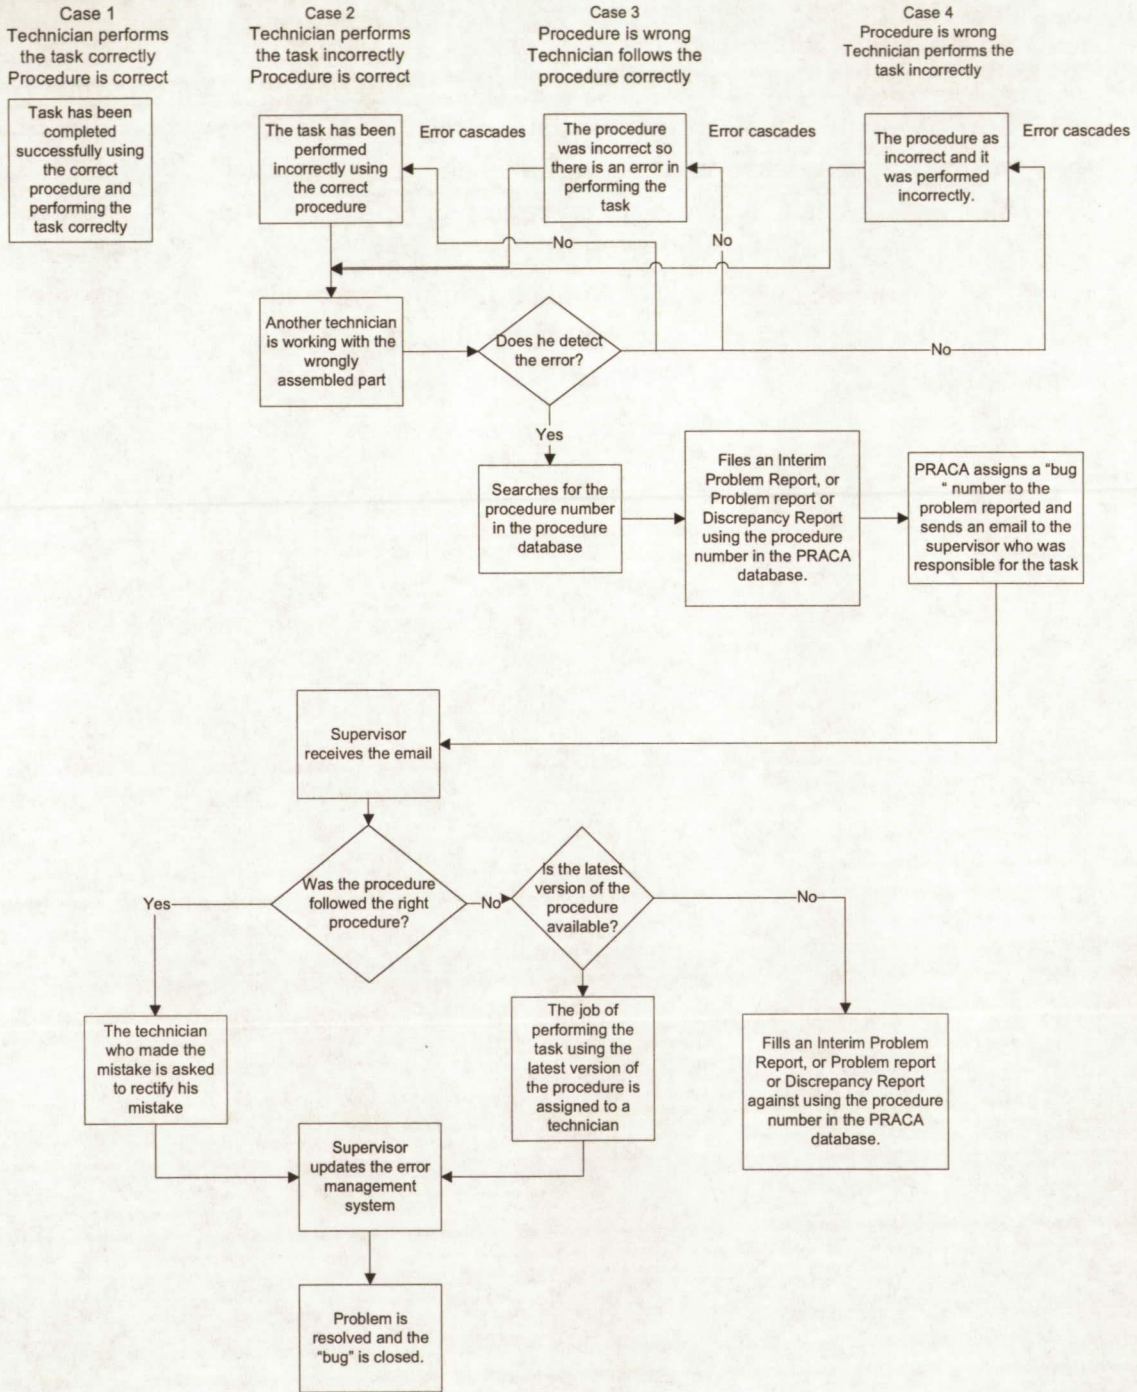 Case 1
Technician performs
the task correctly
Procedure is correct
Case 2
Technician performs
the task incorrectly
Procedure is correct
Case 3
Procedure is wrong
Technician follows the
procedure correctly
Case 4
Procedure is wrong
Technician performs the
task incorrectly
Task has been
completed
successfully using
the correct
procedure and
performing the
task correclty
The task has been
performed
incorrectly using
the correct
procedure
Error cascades
The procedure
was incorrect so
there is an error in
performing the
task
Error cascades
The procedure as
incorrect and it
was performed
incorrectly.
Error cascades
No
No
Another technician
is working with the
wrongly
assembled part
Does he detect
the error?
No
Yes
Searches for the
procedure number
in the procedure
database
Files an Interim
Problem Report, or
Problem report or
Discrepancy Report
using the procedure
number in the PRACA
database.
PRACA assigns a "bug
" number to the
problem reported and
sends an email to the
supervisor who was
responsible for the task
Supervisor
receives the email
Yes
Was the procedure
followed the right
procedure?
No
Is the latest
version of the
procedure
available?
No
The technician
who made the
mistake is asked
to rectify his
mistake
The job of
performing the
task using the
latest version of
the procedure is
assigned to a
technician
Fills an Interim Problem
Report, or Problem report
or Discrepancy Report
against using the procedure
number in the PRACA
database.
Supervisor
updates the error
management
system
Problem is
resolved and the
"bug" is closed.